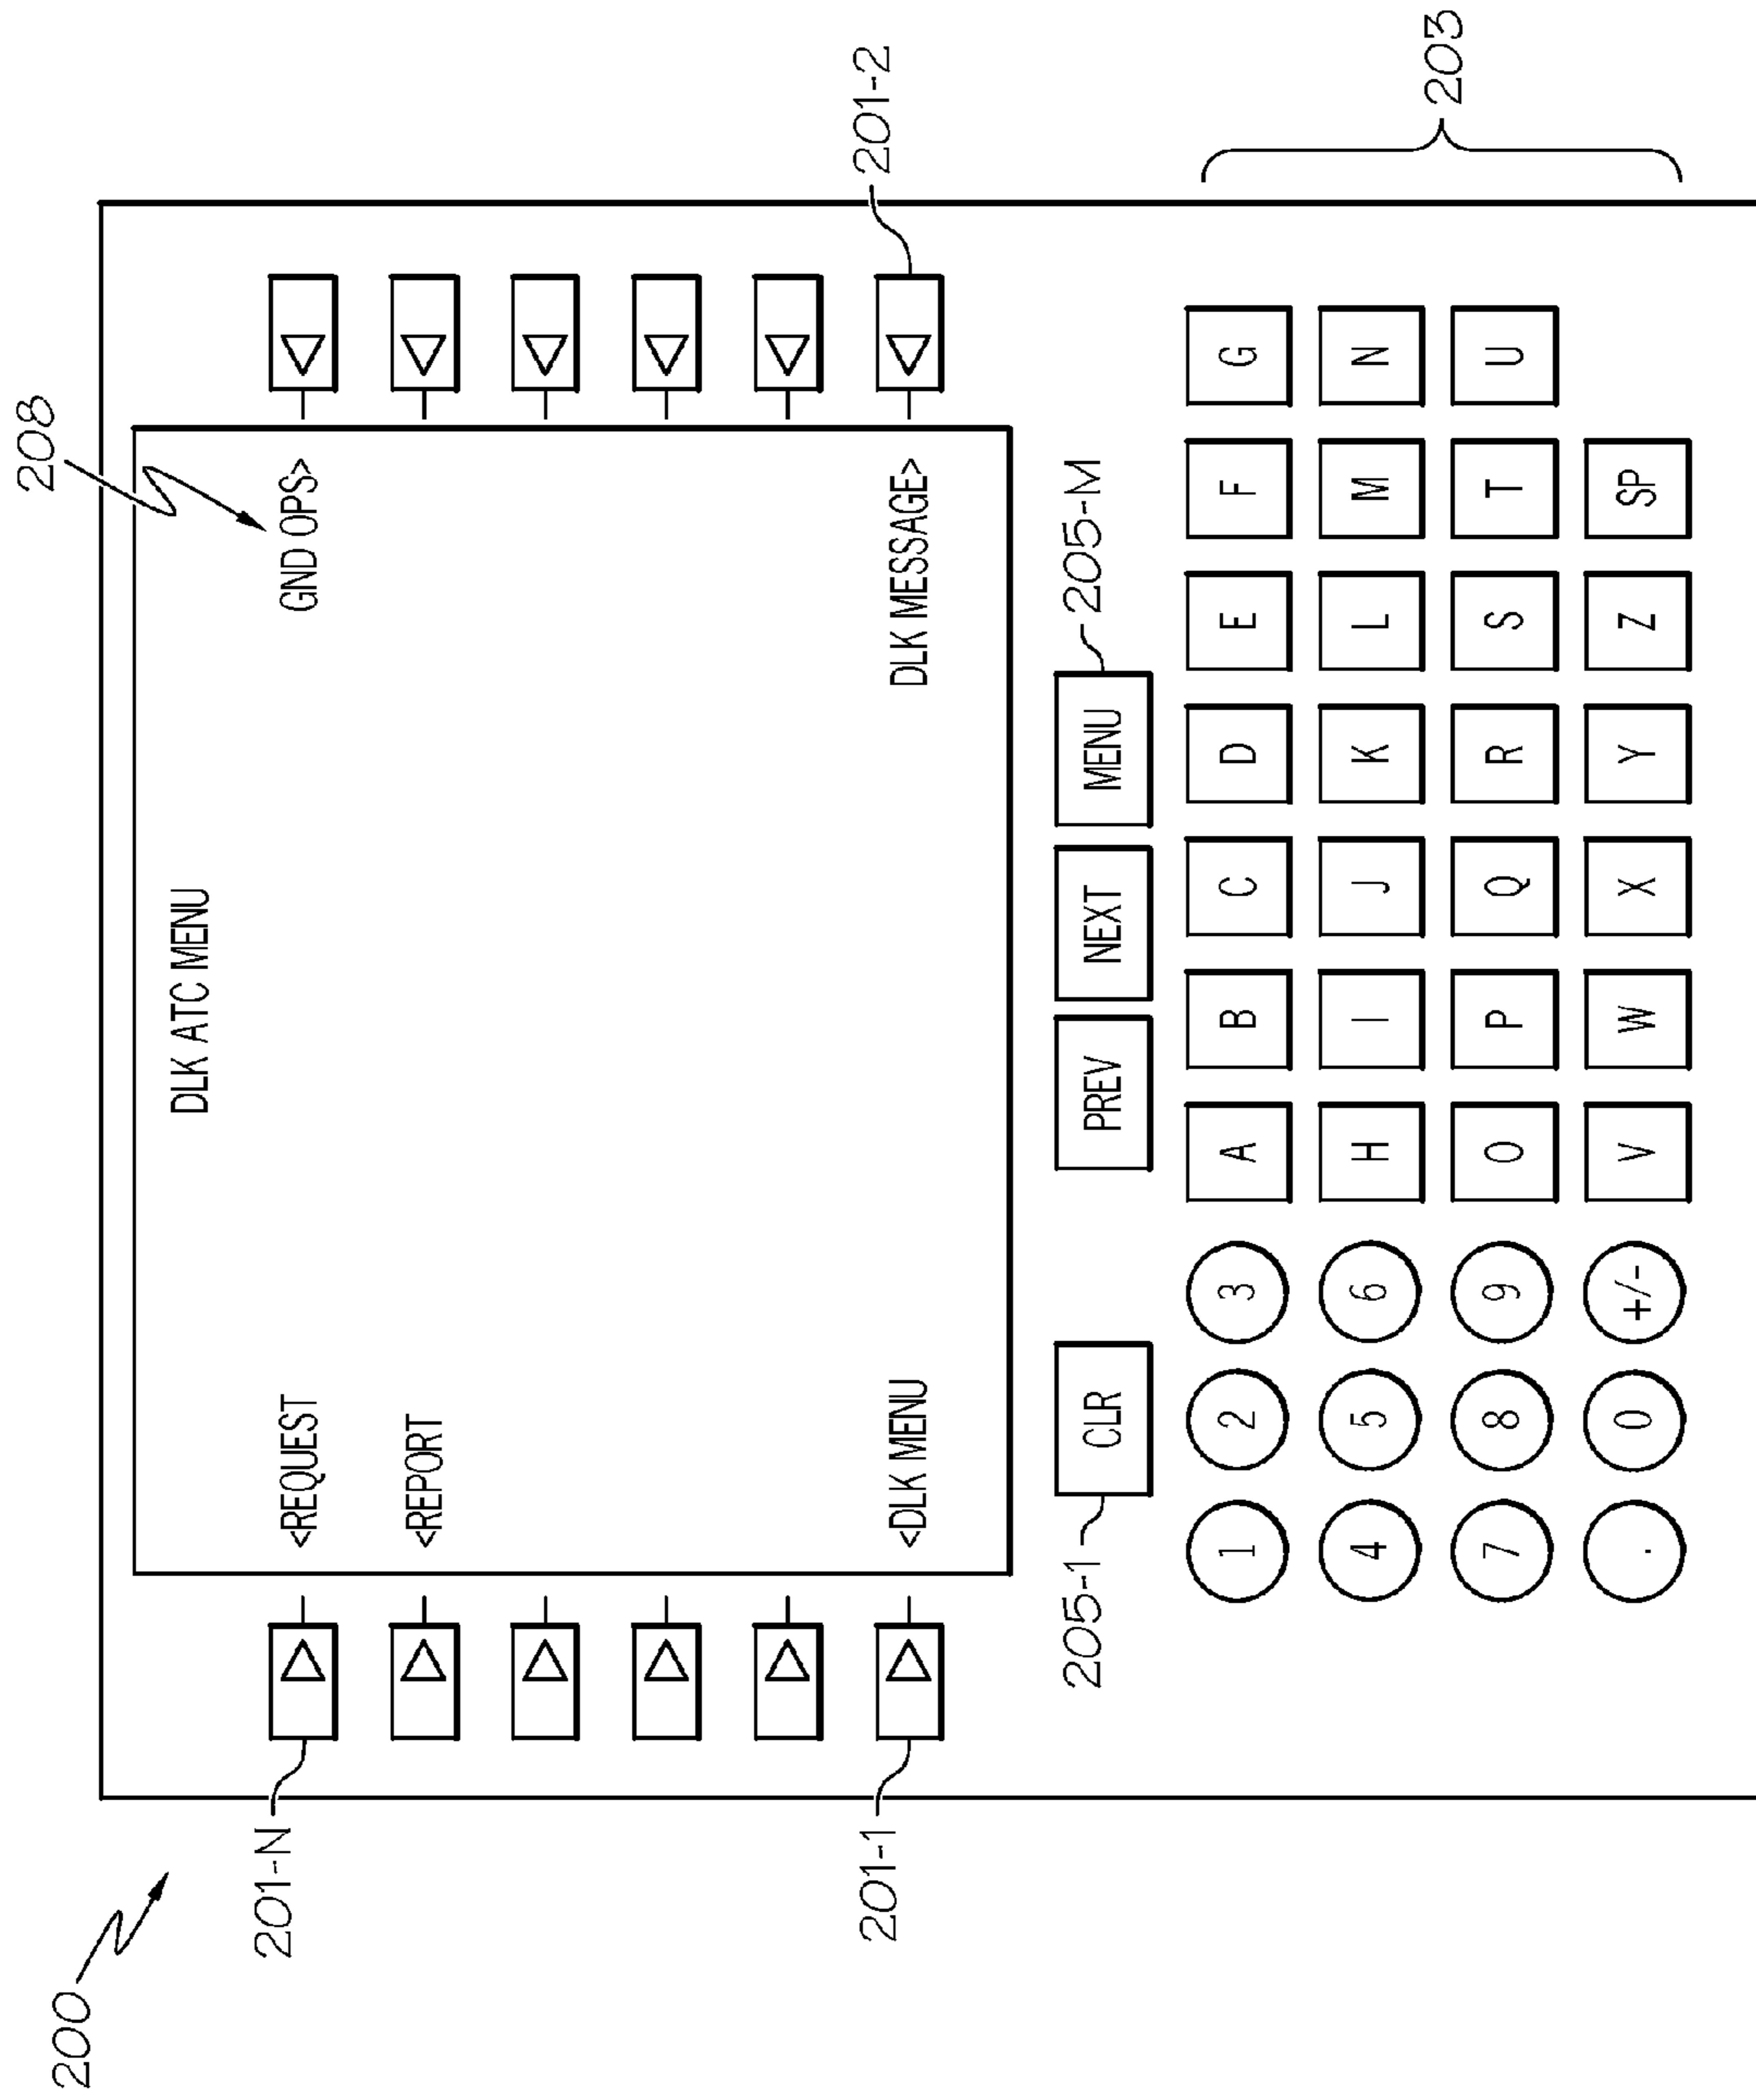 200
208
DLK ATC MENU
201-N
<REQUEST
GND OPS>
<REPORT
201-1
<DLK MENU
DLK MESSAGE>
201-2
205-1
CLR
PREV
NEXT
MENU
205-M
1 2 3 A B C D E F G
4 5 6 H I J K L M N
7 8 9 O P Q R S T U
. 0 +/- V W X Y Z SP
203